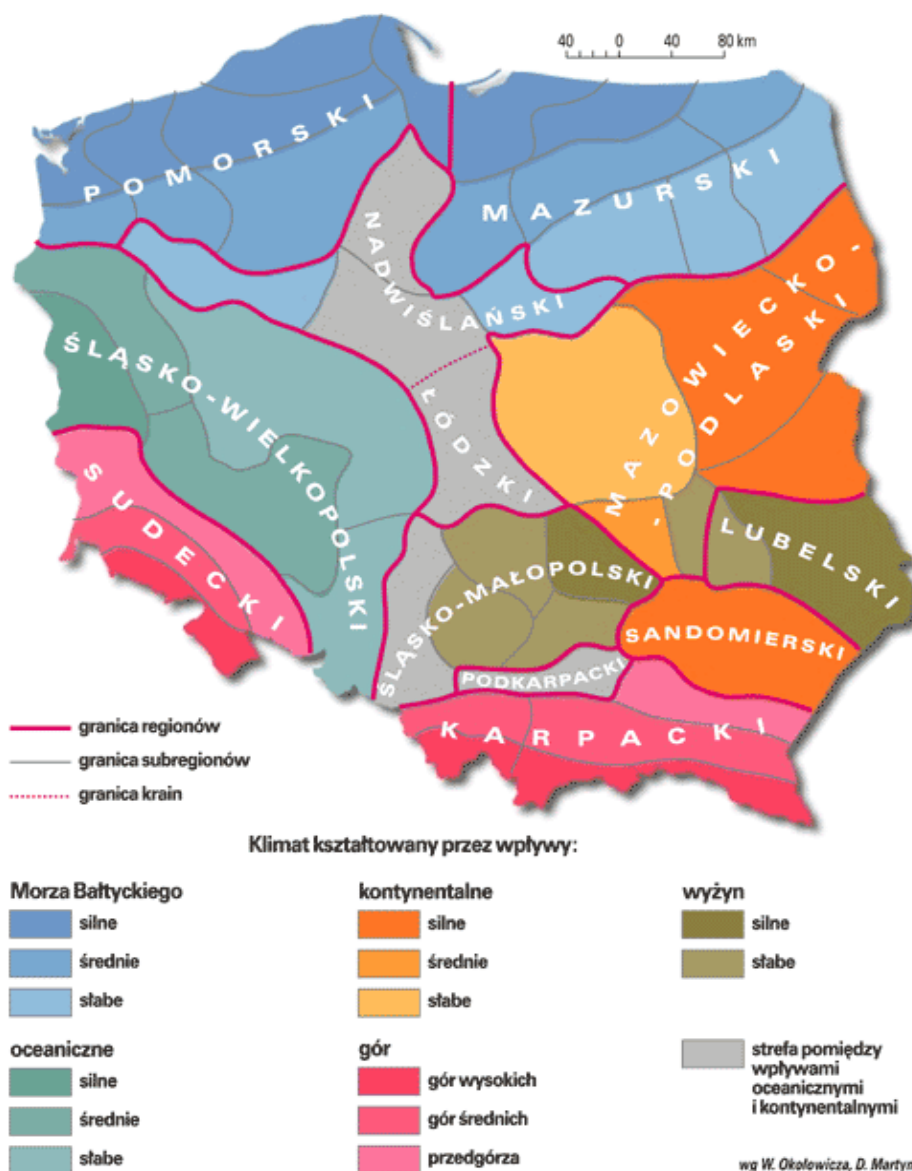 40 0 40 80 km
POMORSKI
MAZURSKI
NADWIŚLAŃSKI
MAZOWIECKO-
-PODLASKI
ŁÓDZKI
ŚLĄSKO-WIELKOPOLSKI
SUDECKI
LUBELSKI
ŚLĄSKO-MAŁOPOLSKI
SANDOMIERSKI
PODKARPACKI
KARPACKI
granica regionów
granica subregionów
granica krain
Klimat kształtowany przez wpływy:
Morza Bałtyckiego
silne
średnie
słabe
oceaniczne
silne
średnie
słabe
kontynentalne
silne
średnie
słabe
gór
gór wysokich
gór średnich
przedgórza
wyżyn
silne
słabe
strefa pomiędzy
wpływami
oceanicznymi
i kontynentalnymi
wg W. Okołowicza, D. Martyn